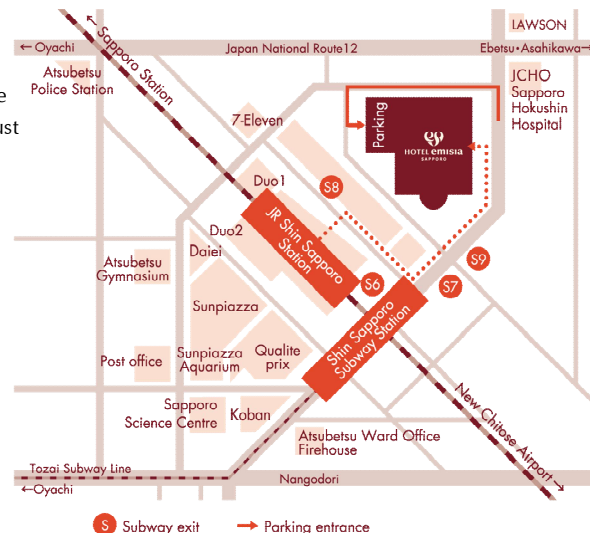 LAWSON
← Oyachi
Japan National Route12
Ebetsu・Asahikawa→
← Sapporo Station
Atsubetsu
Police Station
e
ust
JCHO
Sapporo
Hokushin
Hospital
Parking
7-Eleven
HOTEL emisia
SAPPORO
Duo1
S8
JR Shin Sapporo
Station
Duo2
Daiei
Atsubetsu
Gymnasium
S9
S6
S7
Sunpiazza
Shin Sapporo
Subway Station
Post office
Sunpiazza
Aquarium
Qualite
prix
Sapporo
Science Centre
Koban
New Chitose Airport→
Atsubetsu Ward Office
Firehouse
Tozai Subway Line
←Oyachi
Nangodori
S Subway exit
→ Parking entrance